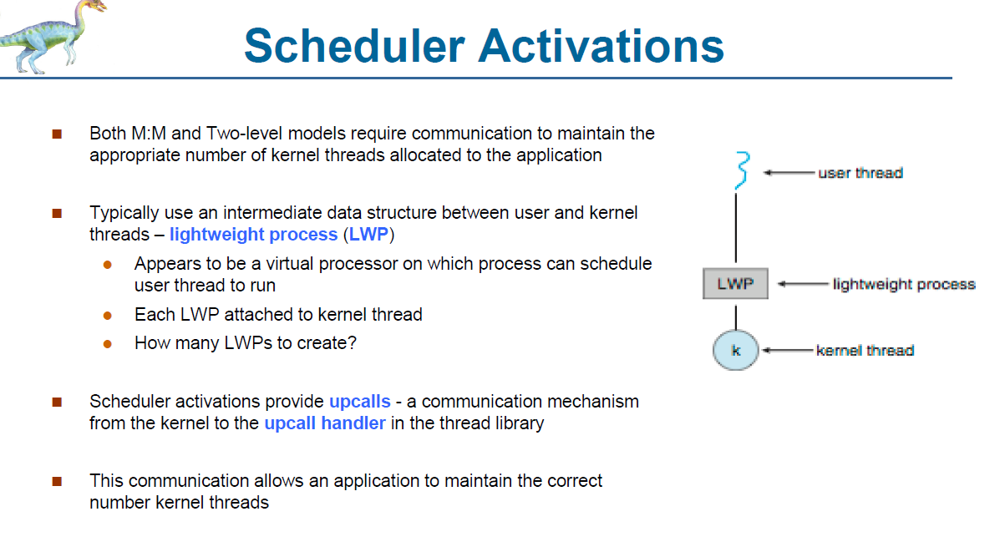 Scheduler Activations
Both M:M and Two-level models require communication to maintain the
appropriate number of kernel threads allocated to the application
Typically use an intermediate data structure between user and kernel
threads – lightweight process (LWP)
Appears to be a virtual processor on which process can schedule
user thread to run
Each LWP attached to kernel thread
How many LWPs to create?
Scheduler activations provide upcalls - a communication mechanism
from the kernel to the upcall handler in the thread library
This communication allows an application to maintain the correct
number kernel threads
user thread
LWP
lightweight process
k
kernel thread